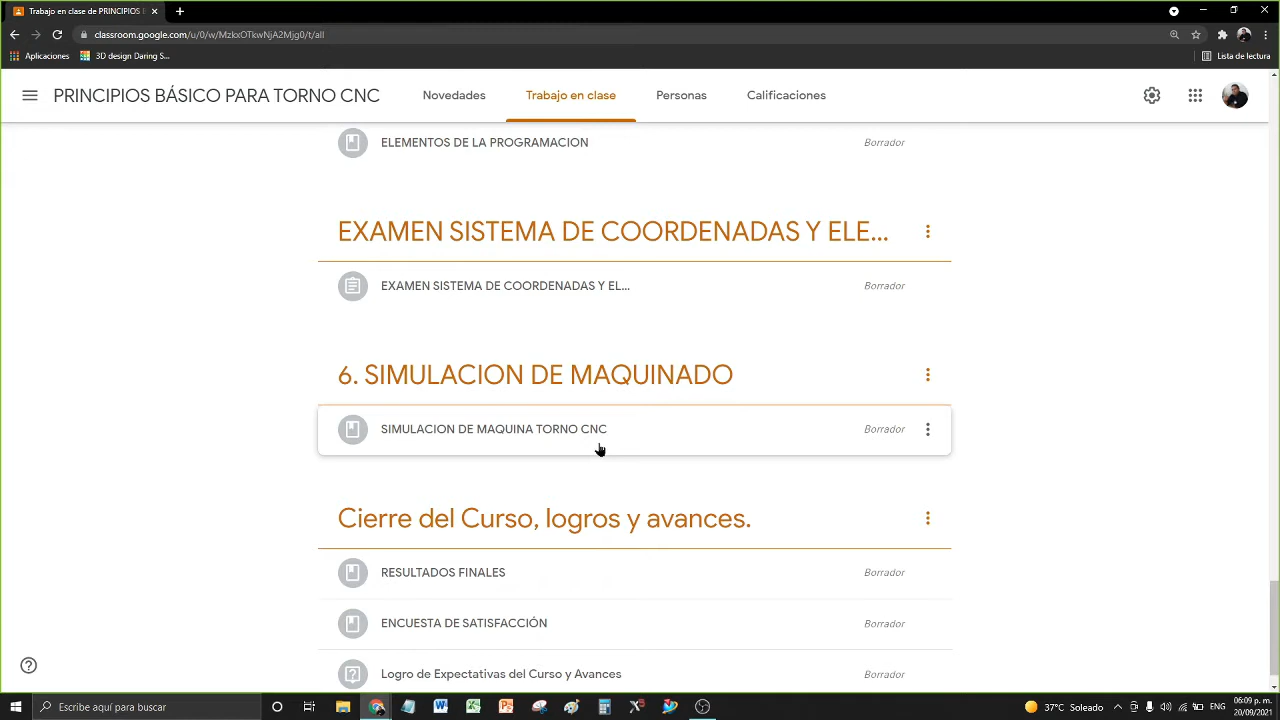 Trabajo en clase de PRINCIPIOS
classroom.google.com/u/0/w/MzkxOTkwNjA2Mjg0/t/all
Aplicaciones
3D design Daring S...
Lista de lectura
PRINCIPIOS BÁSICO PARA TORNO CNC
Novedades
Trabajo en clase
Personas
Calificaciones
ELEMENTOS DE LA PROGRAMACION
Borrador
EXAMEN SISTEMA DE COORDENADAS Y ELE...
EXAMEN SISTEMA DE COORDENADAS Y EL...
Borrador
6. SIMULACION DE MAQUINADO
SIMULACION DE MAQUINA TORNO CNC
Borrador
Cierre del Curso, logros y avances.
RESULTADOS FINALES
Borrador
ENCUESTA DE SATISFACCIÓN
Borrador
Logro de Expectativas del Curso y Avances
Borrador
Escribe aquí para buscar
37°C Soleado
ENG
06:09 p. m.
20/09/2021